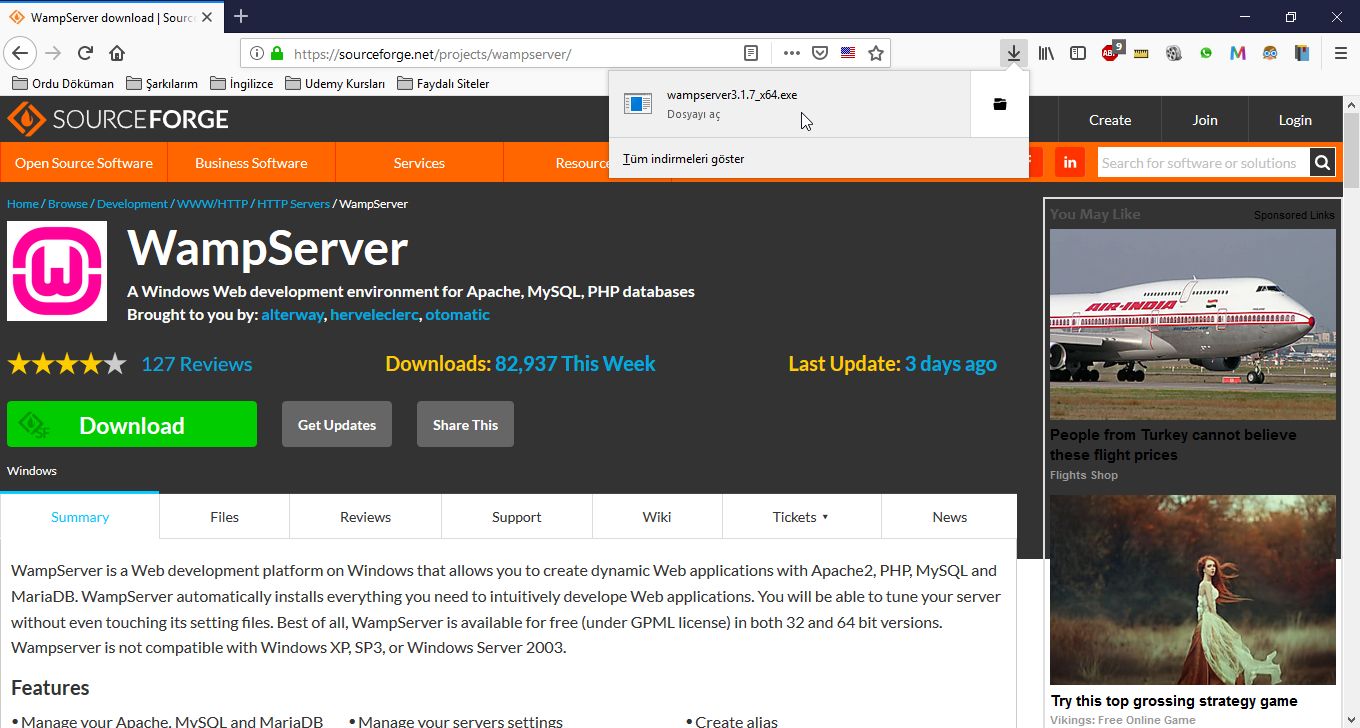 WampServer download | Sourc
https://sourceforge.net/projects/wampserver/
9
Ordu Döküman
Şarkılarım
İngilizce
Udemy Kursları
Faydalı Siteler
wampserver3.1.7_x64.exe
Dosyayı aç
Tüm indirmeleri göster
SOURCEFORGE
Create
Join
Login
Open Source Software
Business Software
Services
Resourc
in
Search for software or solutions
Home / Browse / Development / WWW/HTTP / HTTP Servers / WampServer
WampServer
A Windows Web development environment for Apache, MySQL, PHP databases
Brought to you by: alterway, herveleclerc, otomatic
127 Reviews
Downloads: 82,937 This Week
Last Update: 3 days ago
SF
Download
Get Updates
Share This
Windows
Summary
Files
Reviews
Support
Wiki
Tickets
News
WampServer is a Web development platform on Windows that allows you to create dynamic Web applications with Apache2, PHP, MySQL and
MariaDB. WampServer automatically installs everything you need to intuitively develope Web applications. You will be able to tune your server
without even touching its setting files. Best of all, WampServer is available for free (under GPML license) in both 32 and 64 bit versions.
Wampserver is not compatible with Windows XP, SP3, or Windows Server 2003.
Features
• Manage your Apache, MySQL and MariaDB
• Manage your servers settings
• Create alias
You May Like
Sponsored Links
AIR-INDIA
People from Turkey cannot believe
these flight prices
Flights Shop
Try this top grossing strategy game
Vikings: Free Online Game